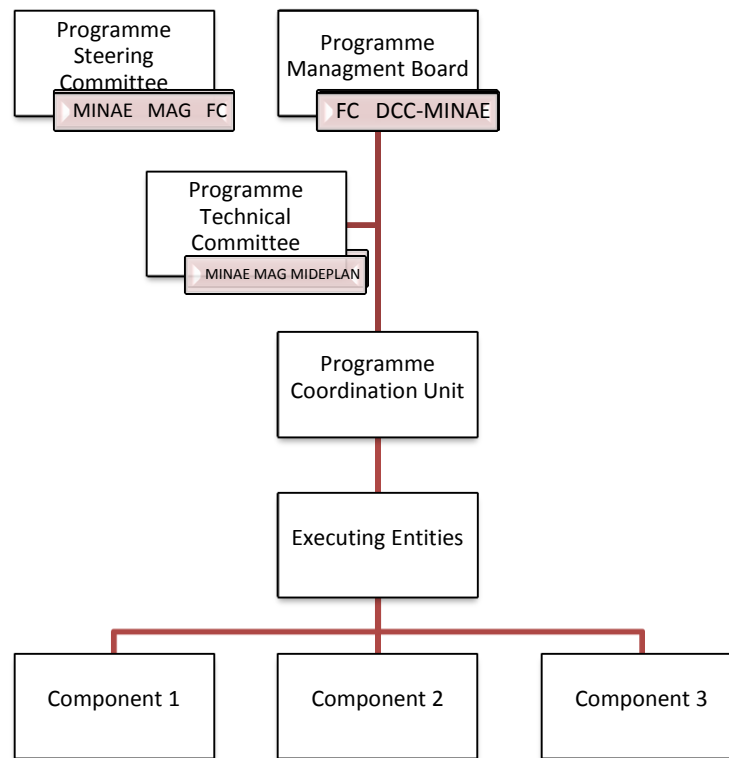 Programme
Steering
Committee
MINAE MAG FC
Programme
Managment Board
FC DCC-MINAE
Programme
Technical
Committee
MINAE MAG MIDEPLAN
Programme
Coordination Unit
Executing Entities
Component 1
Component 2
Component 3